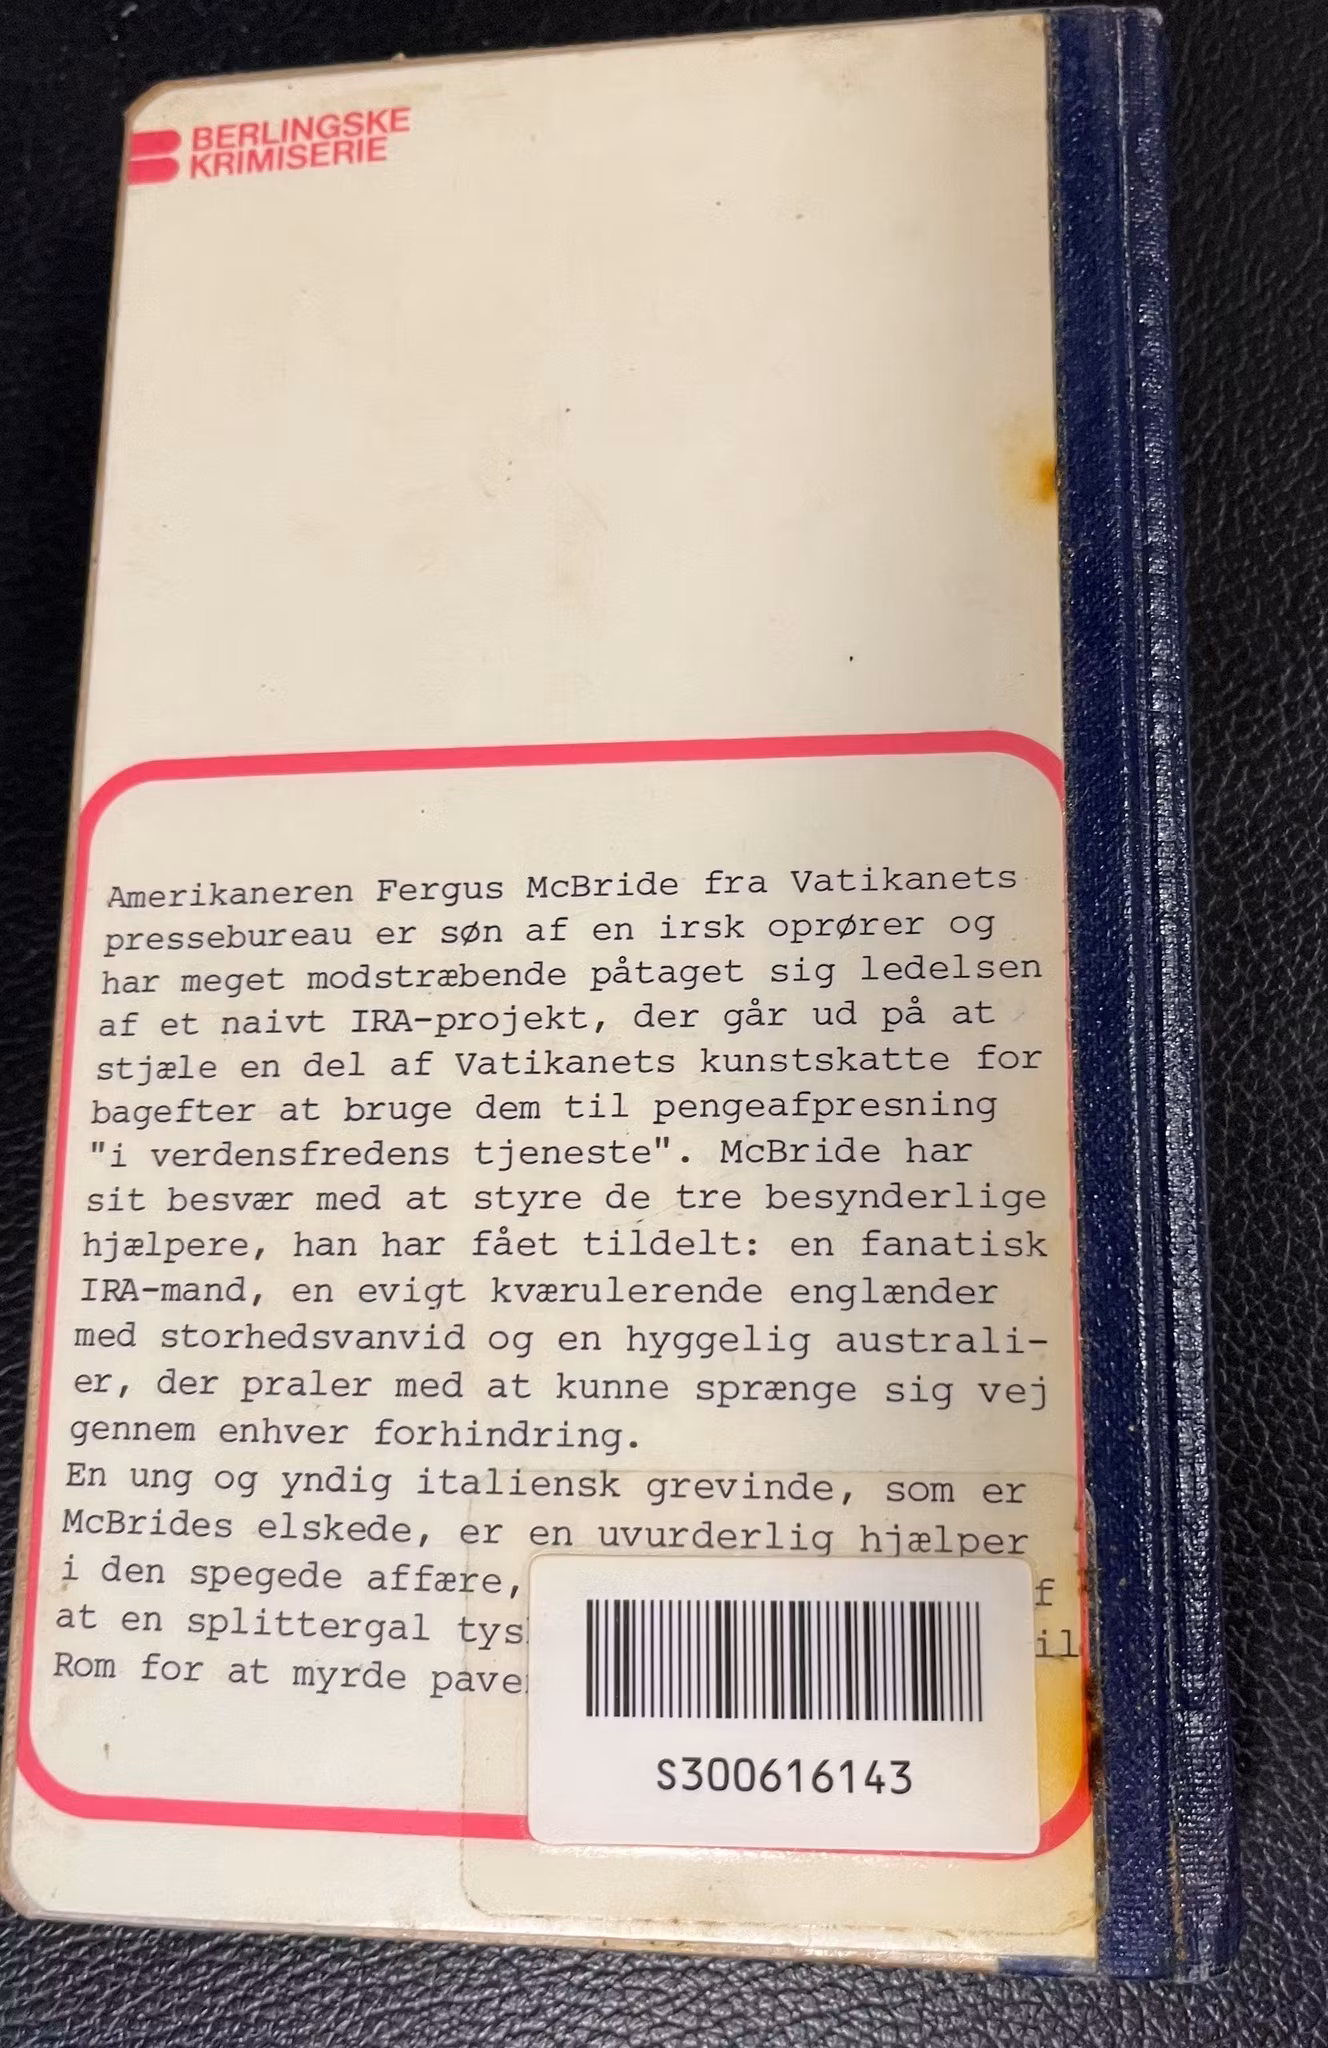 BERLINGSKE
KRIMISERIE
Amerikaneren Fergus McBride fra Vatikanets
pressebureau er søn af en irsk oprører og
har meget modstræbende påtaget sig ledelsen
af et naivt IRA-projekt, der går ud på at
stjæle en del af Vatikanets kunstskatte for
bagefter at bruge dem til pengeafpresning
"i verdensfredens tjeneste". McBride har
sit besvær med at styre de tre besynderlige
hjælpere, han har fået tildelt: en fanatisk
IRA-mand, en evigt kværulerende englænder
med storhedsvanvid og en hyggelig australi-
er, der praler med at kunne sprænge sig vej
gennem enhver forhindring.
En ung og yndig italiensk grevinde, som er
McBrides elskede, er en uvurderlig hjælper
i den spegede affære,
at en splittergal
Rom for at myrde
S300616143